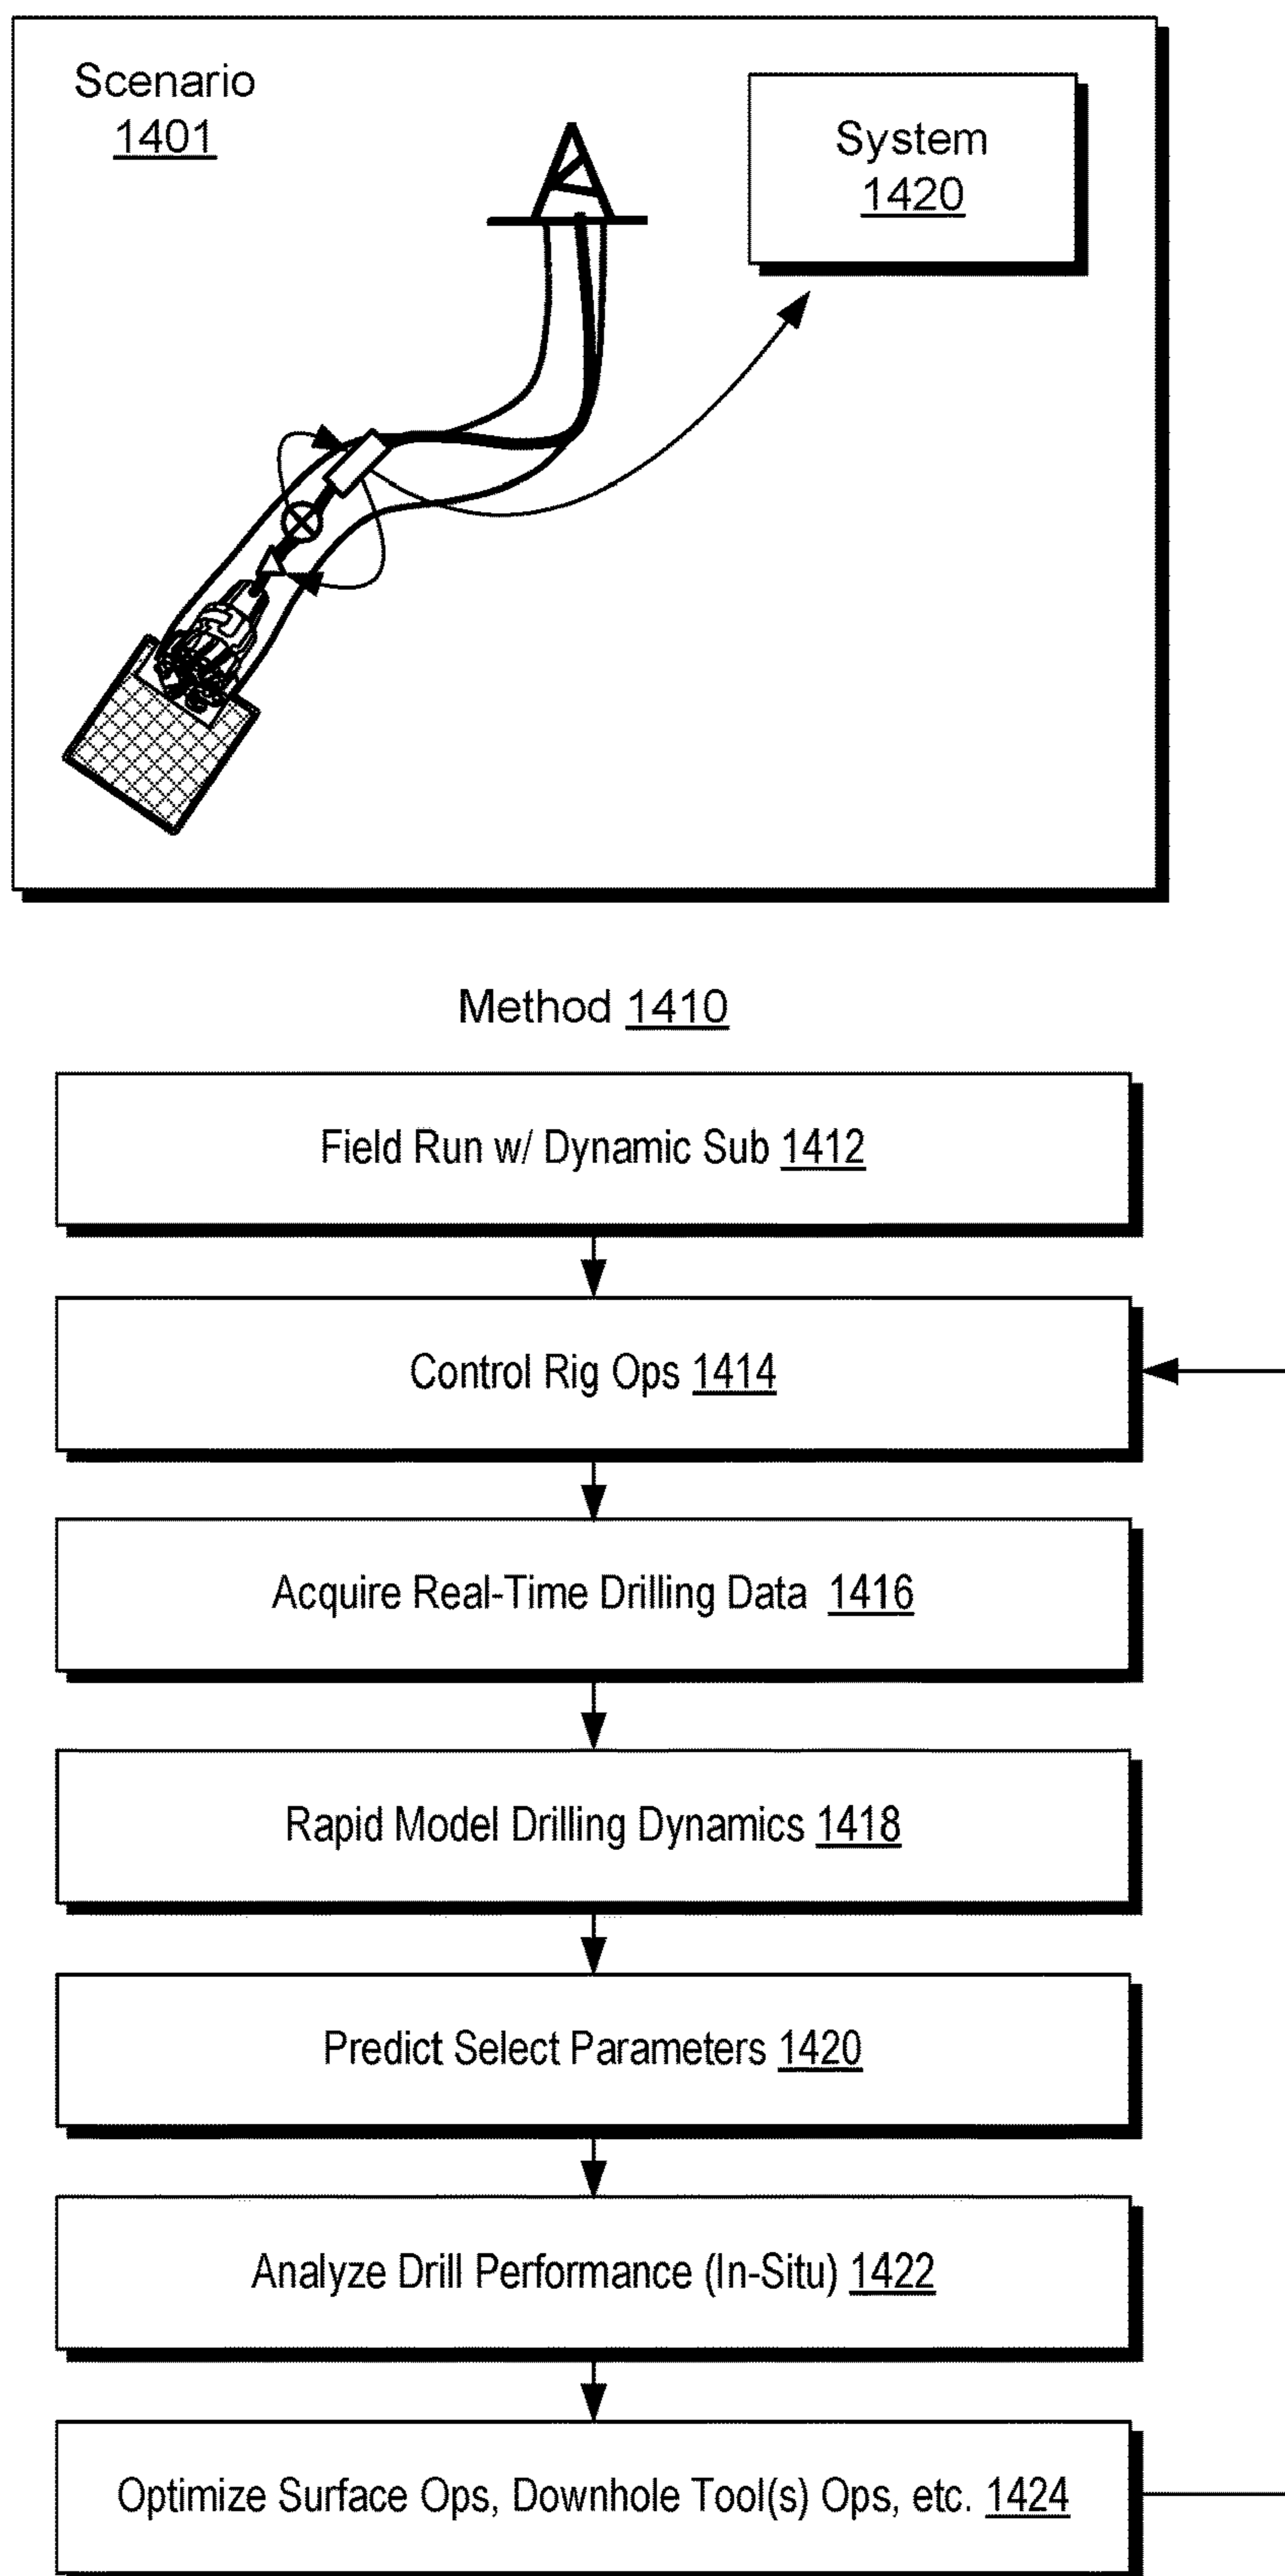 Scenario
1401
System
1420
Method 1410
Field Run w/ Dynamic Sub 1412
Control Rig Ops 1414
Acquire Real-Time Drilling Data 1416
Rapid Model Drilling Dynamics 1418
Predict Select Parameters 1420
Analyze Drill Performance (In-Situ) 1422
Optimize Surface Ops, Downhole Tool(s) Ops, etc. 1424